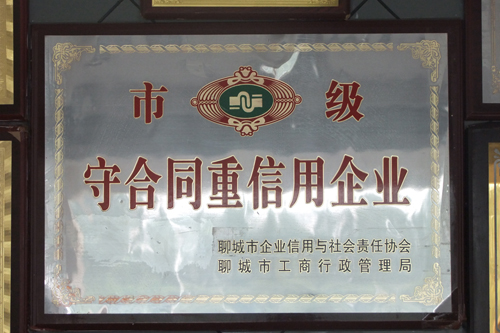 市级
守合同重信用企业
聊城市企业信用与社会责任协会
聊城市工商行政管理局